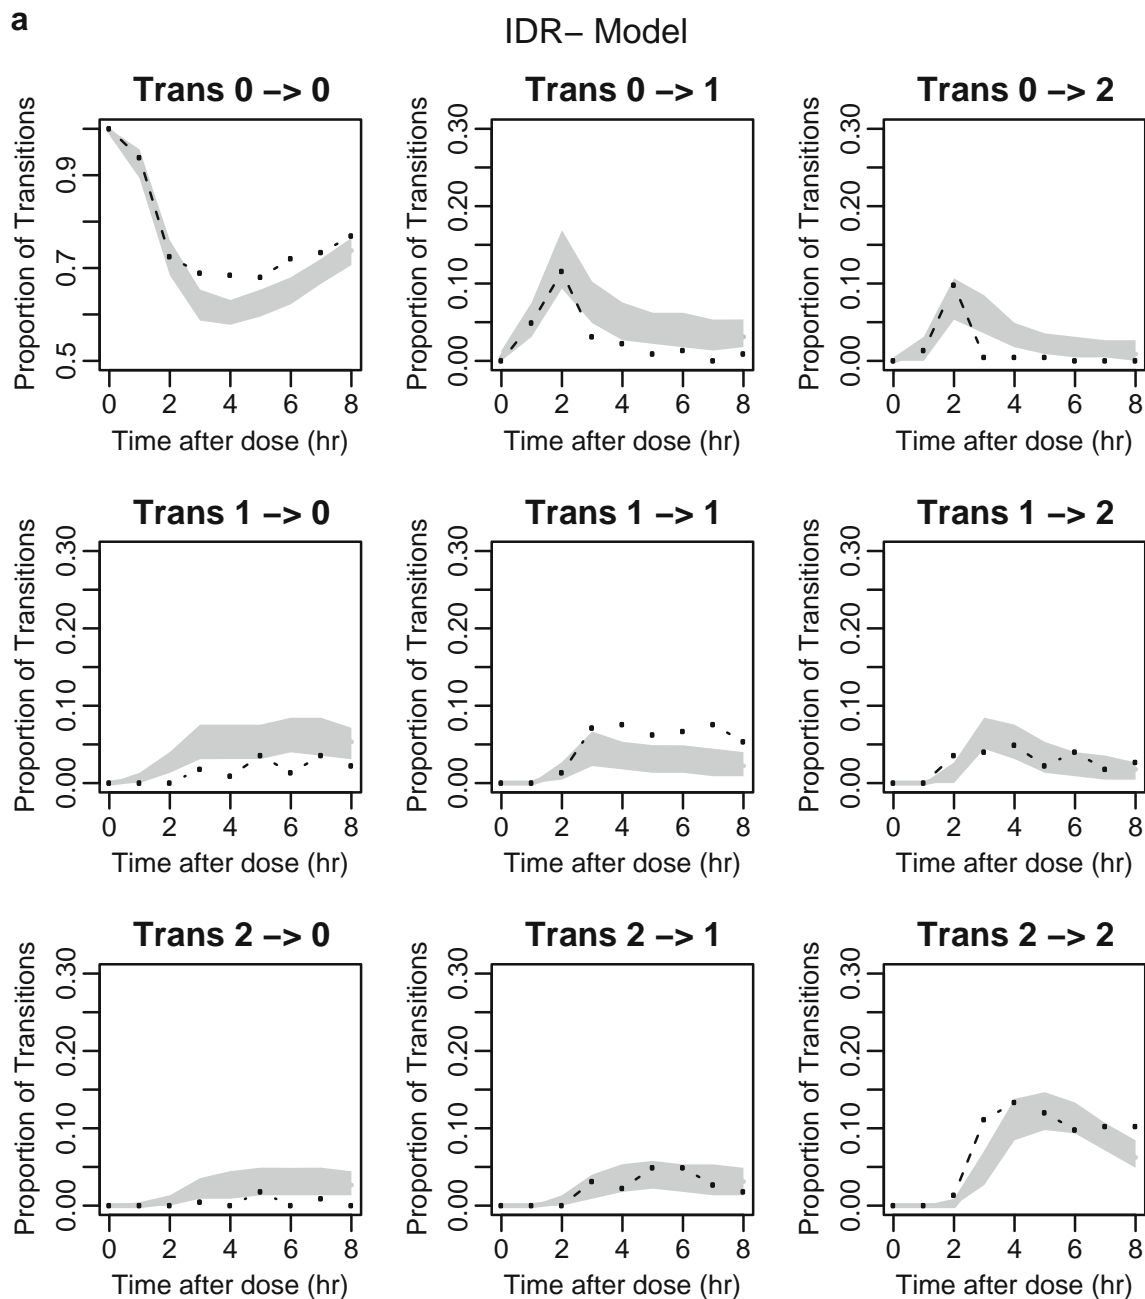 a
IDR– Model
Trans 0 –> 0
Trans 0 –> 1
Trans 0 –> 2
Proportion of Transitions
0.5 0.7 0.9
0 2 4 6 8
Time after dose (hr)
Proportion of Transitions
0.00 0.10 0.20 0.30
0 2 4 6 8
Time after dose (hr)
Proportion of Transitions
0.00 0.10 0.20 0.30
0 2 4 6 8
Time after dose (hr)
Trans 1 –> 0
Trans 1 –> 1
Trans 1 –> 2
Proportion of Transitions
0.00 0.10 0.20 0.30
0 2 4 6 8
Time after dose (hr)
Proportion of Transitions
0.00 0.10 0.20 0.30
0 2 4 6 8
Time after dose (hr)
Proportion of Transitions
0.00 0.10 0.20 0.30
0 2 4 6 8
Time after dose (hr)
Trans 2 –> 0
Trans 2 –> 1
Trans 2 –> 2
Proportion of Transitions
0.00 0.10 0.20 0.30
0 2 4 6 8
Time after dose (hr)
Proportion of Transitions
0.00 0.10 0.20 0.30
0 2 4 6 8
Time after dose (hr)
Proportion of Transitions
0.00 0.10 0.20 0.30
0 2 4 6 8
Time after dose (hr)